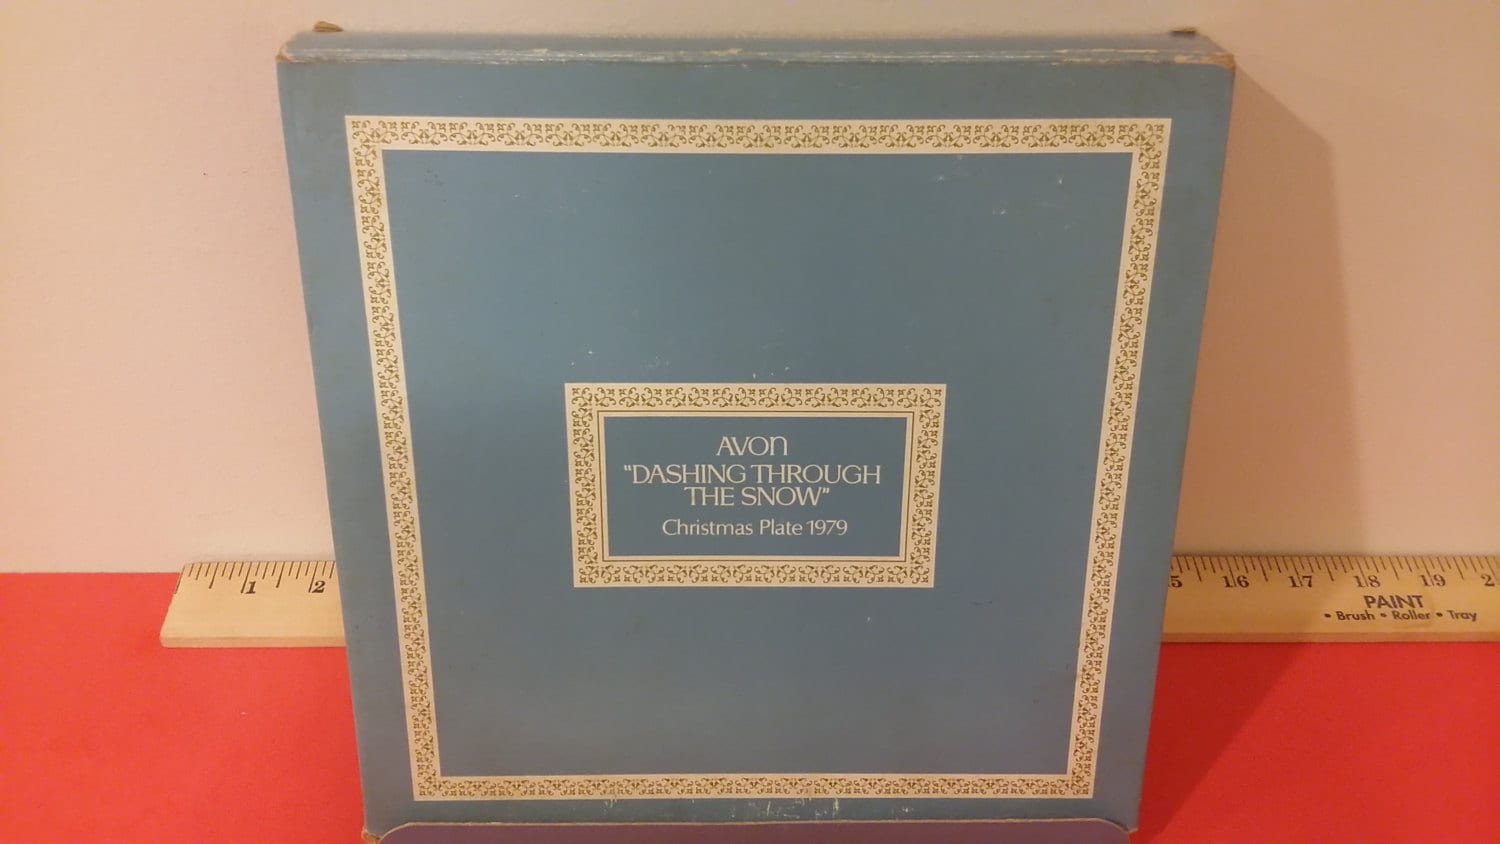 AVON
"DASHING THROUGH
THE SNOW"
Christmas Plate 1979
1 2
5 16 17 18 19 2
PAINT
• Brush • Roller • Tray